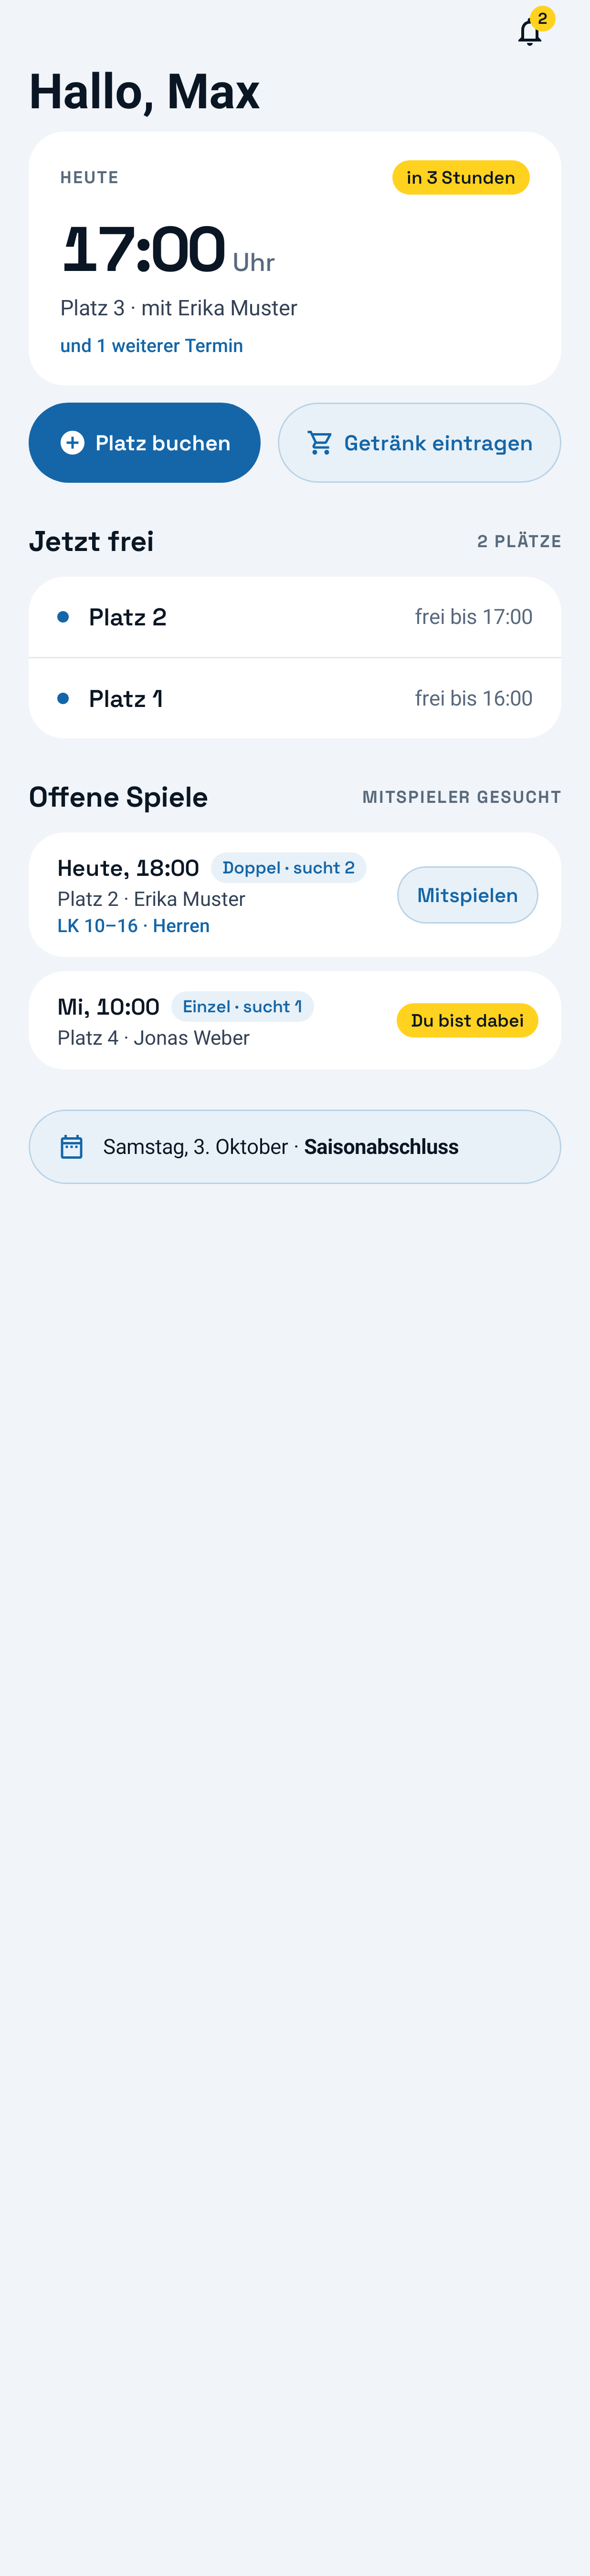 2
Hallo, Max
HEUTE
in 3 Stunden
17:00 Uhr
Platz 3 · mit Erika Muster
und 1 weiterer Termin
Platz buchen
Getränk eintragen
Jetzt frei
2 PLÄTZE
Platz 2
frei bis 17:00
Platz 1
frei bis 16:00
Offene Spiele
MITSPIELER GESUCHT
Heute, 18:00
Doppel · sucht 2
Platz 2 · Erika Muster
LK 10–16 · Herren
Mitspielen
Mi, 10:00
Einzel · sucht 1
Platz 4 · Jonas Weber
Du bist dabei
Samstag, 3. Oktober · Saisonabschluss